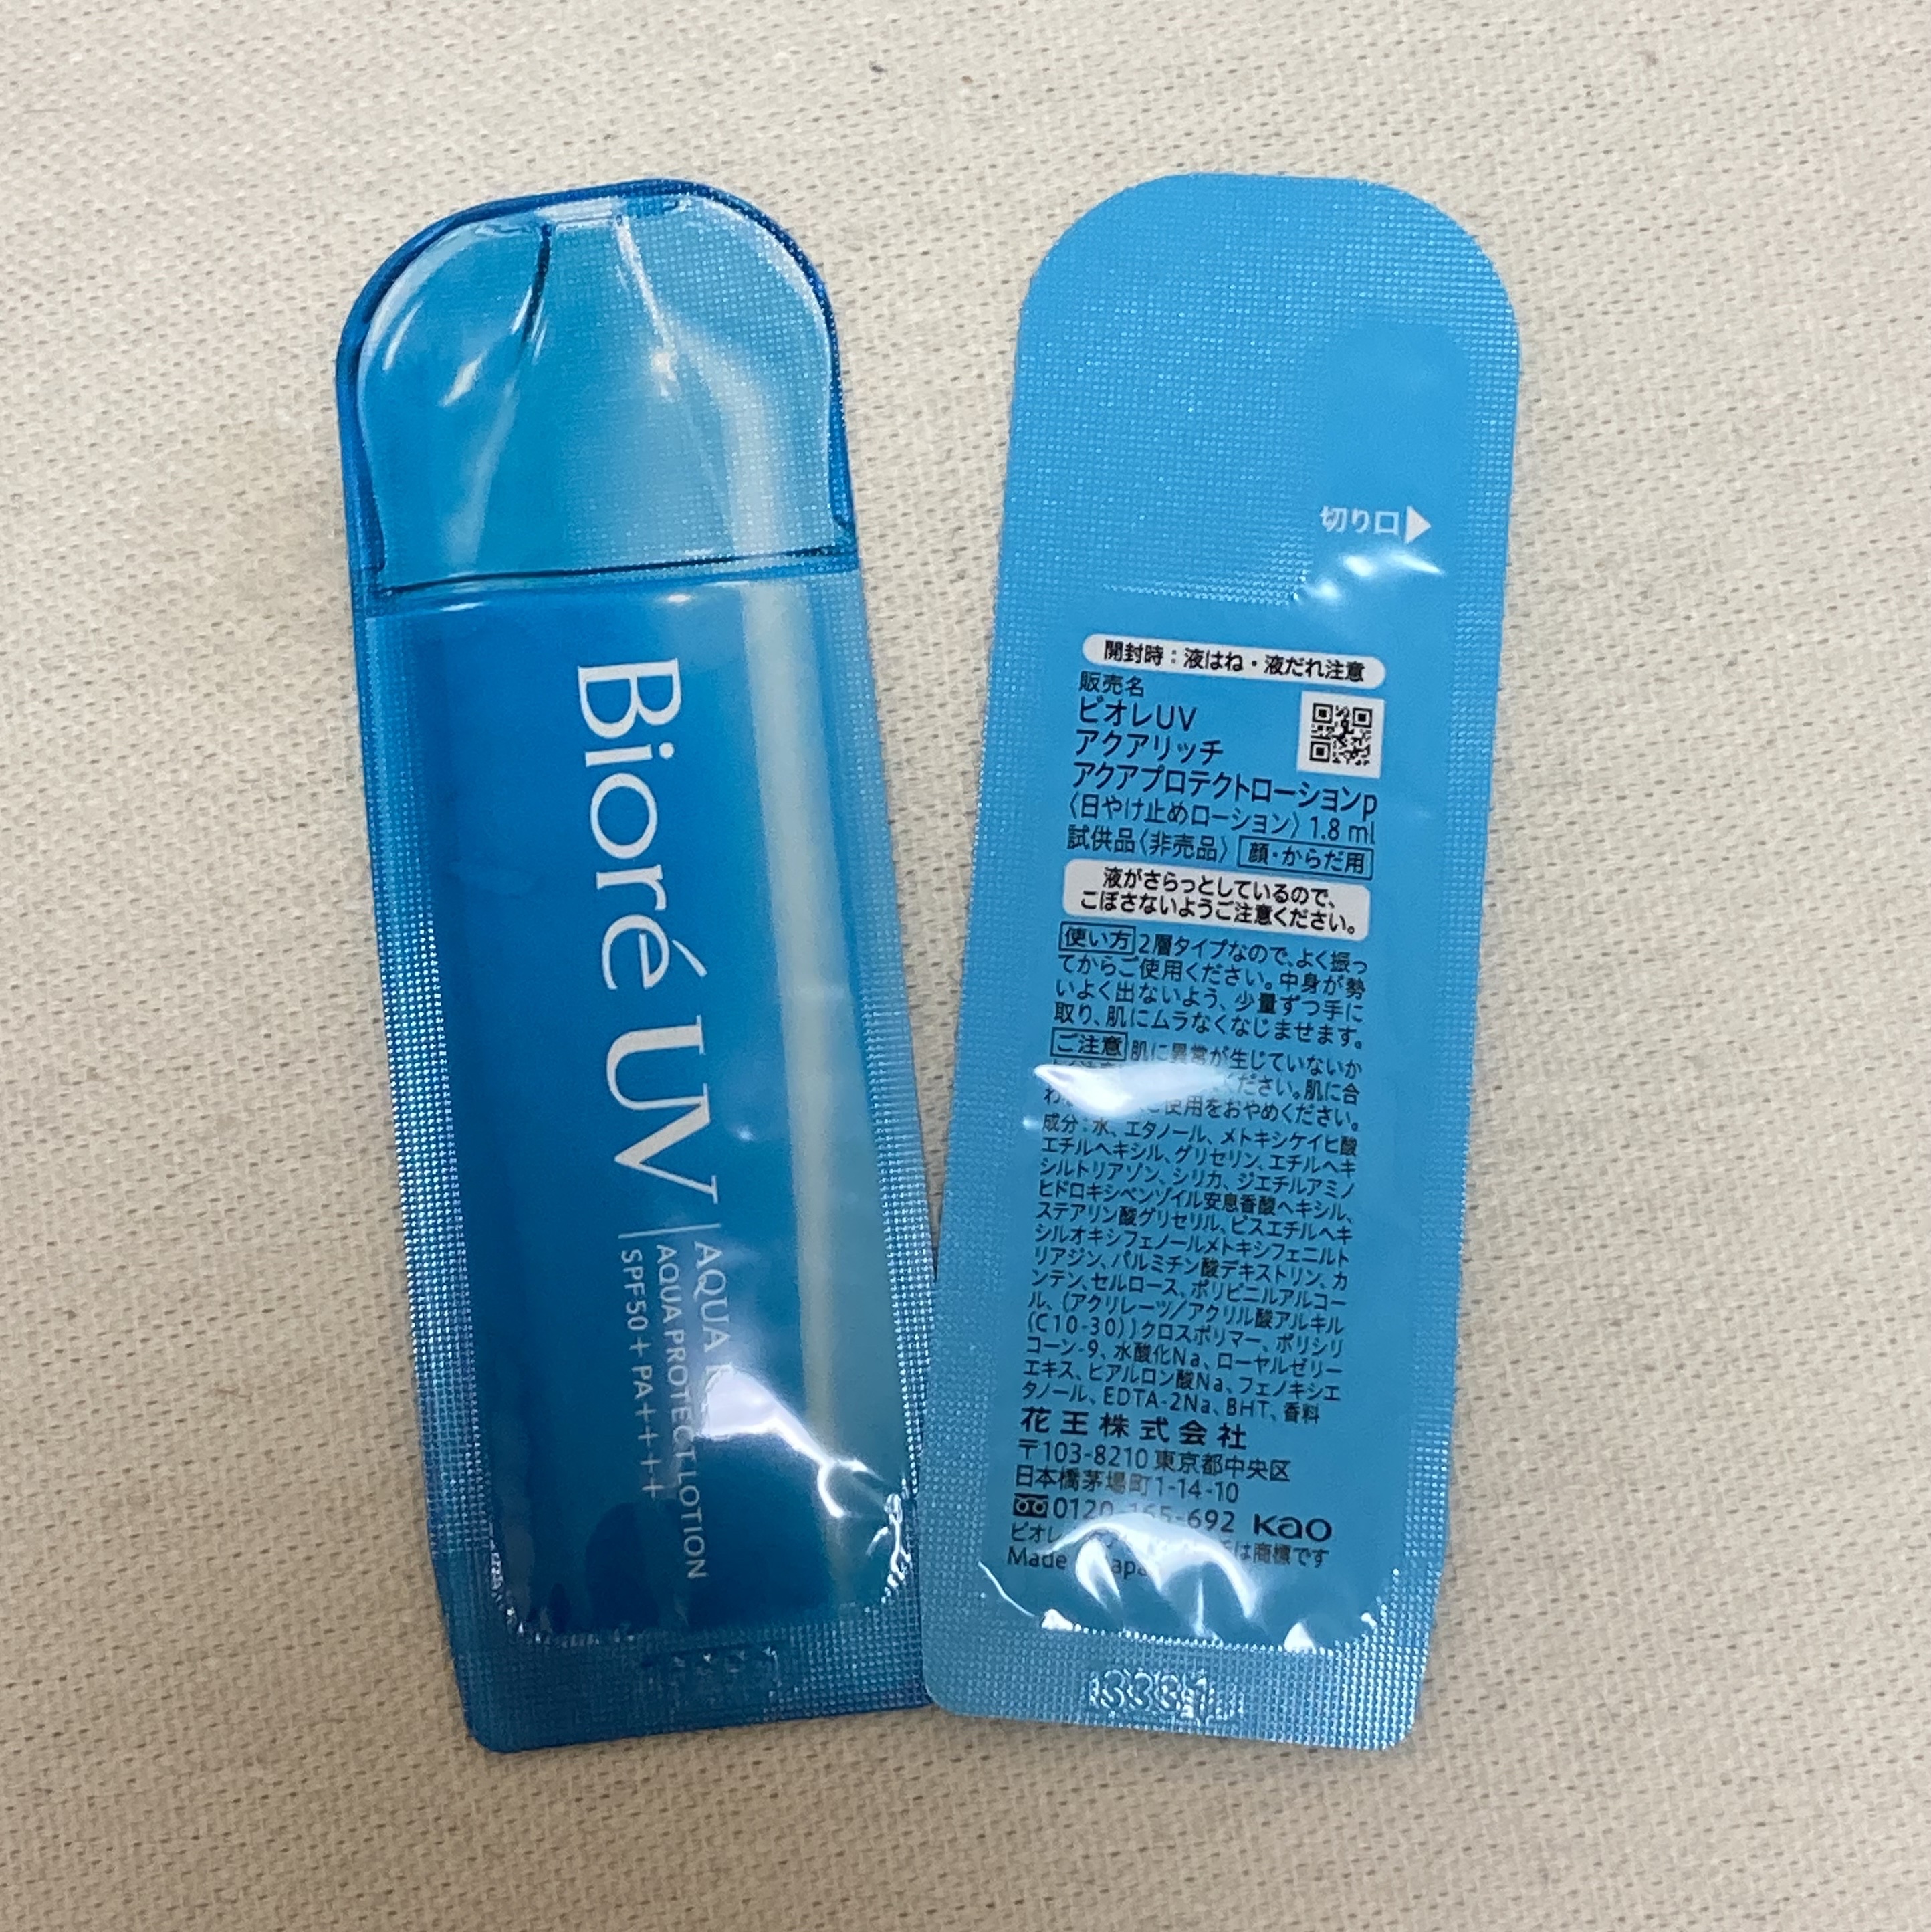 Bioré UV
AQUA
AQUA PROTECT LOTION
SPF50+ PA++++
切り口▶
開封時：液はね・液だれ注意
販売名
ビオレUV
アクアリッチ
アクアプロテクトローションp
〈日やけ止めローション〉1.8 ml
試供品〈非売品〉 顔・からだ用
液がさらっとしているので、
こぼさないようご注意ください。
使い方 2層タイプなので、よく振っ
てからご使用ください。中身が勢
いよく出ないよう、少量ずつ手に
取り、肌にムラなくなじませます。
ご注意 肌に異常が生じていないか
ください。肌に合
使用をおやめください。
成分：水、エタノール、メトキシケイヒ酸
エチルヘキシル、グリセリン、エチルヘキ
シルトリアゾン、シリカ、ジエチルアミノ
ヒドロキシベンゾイル安息香酸ヘキシル、
ステアリン酸グリセリル、ビスエチルヘキ
シルオキシフェノールメトキシフェニルト
リアジン、パルミチン酸デキストリン、カ
ンテン、セルロース、ポリビニルアルコー
ル、(アクリレーツ/アクリル酸アルキル
(C10-30))クロスポリマー、ポリシリ
コーン-9、水酸化Na、ローヤルゼリー
エキス、ヒアルロン酸Na、フェノキシエ
タノール、EDTA-2Na、BHT、香料
花王株式会社
〒103-8210 東京都中央区
日本橋茅場町1-14-10
0120-165-692 Kao
は商標です
Made